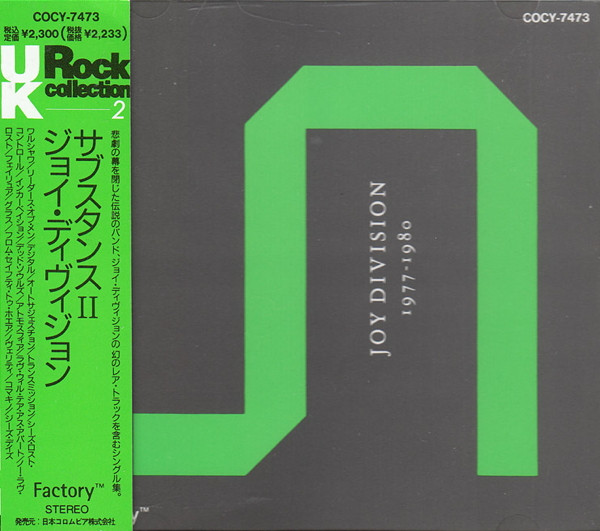 COCY-7473
税込定価¥2,300(税抜価格¥2,233)
UK Rock
collection
2
サブスタンスⅡ
ジョイ・ディヴィジョン
悲劇の幕を閉じた伝説のバンド、ジョイ・ディヴィジョンの幻のレア・トラックを含むシングル集。
ワルシャウ/リーダース・オブ・メン/デジタル/オートサジェスチョン/トランスミッション/シーズ・ロスト・
コントロール/インカーベイション/デッド・ソウルズ/アトモスフィア/ラヴ・ウィル・テア・アス・アパート/ノー・ラヴ・
ロスト/フェイリュア/グラス/フロム・セイフティ・トゥ・ホエア/ノヴェリティ/コマキノ/ジーズ・デイズ
Factory™
STEREO
発売元:日本コロムビア株式会社
COCY-7473
JOY DIVISION
1977-1980
y™